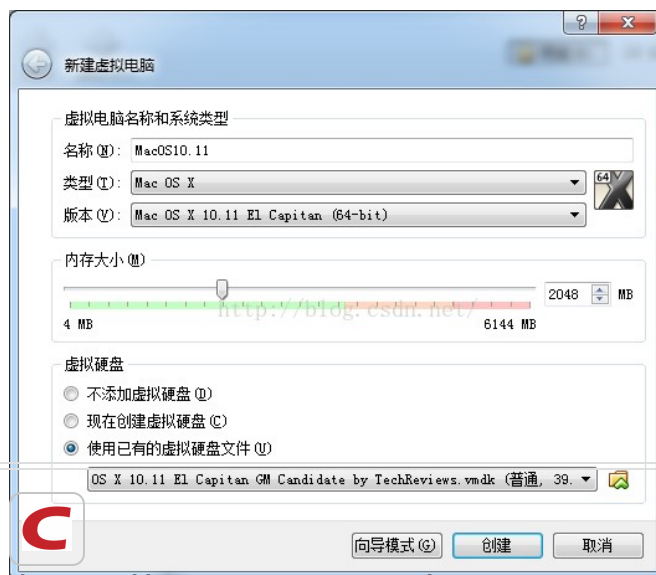 新建虚拟电脑
虚拟电脑名称和系统类型
名称(N): MacOS10.11
类型(T): Mac OS X
64
版本(V): Mac OS X 10.11 El Capitan (64-bit)
内存大小(M)
2048 MB
http://blog.csdn.net/
4 MB 6144 MB
虚拟硬盘
不添加虚拟硬盘(D)
现在创建虚拟硬盘(C)
使用已有的虚拟硬盘文件(U)
OS X 10.11 El Capitan GM Candidate by TechReviews.vmdk (普通, 39.
C
向导模式(G) 创建 取消